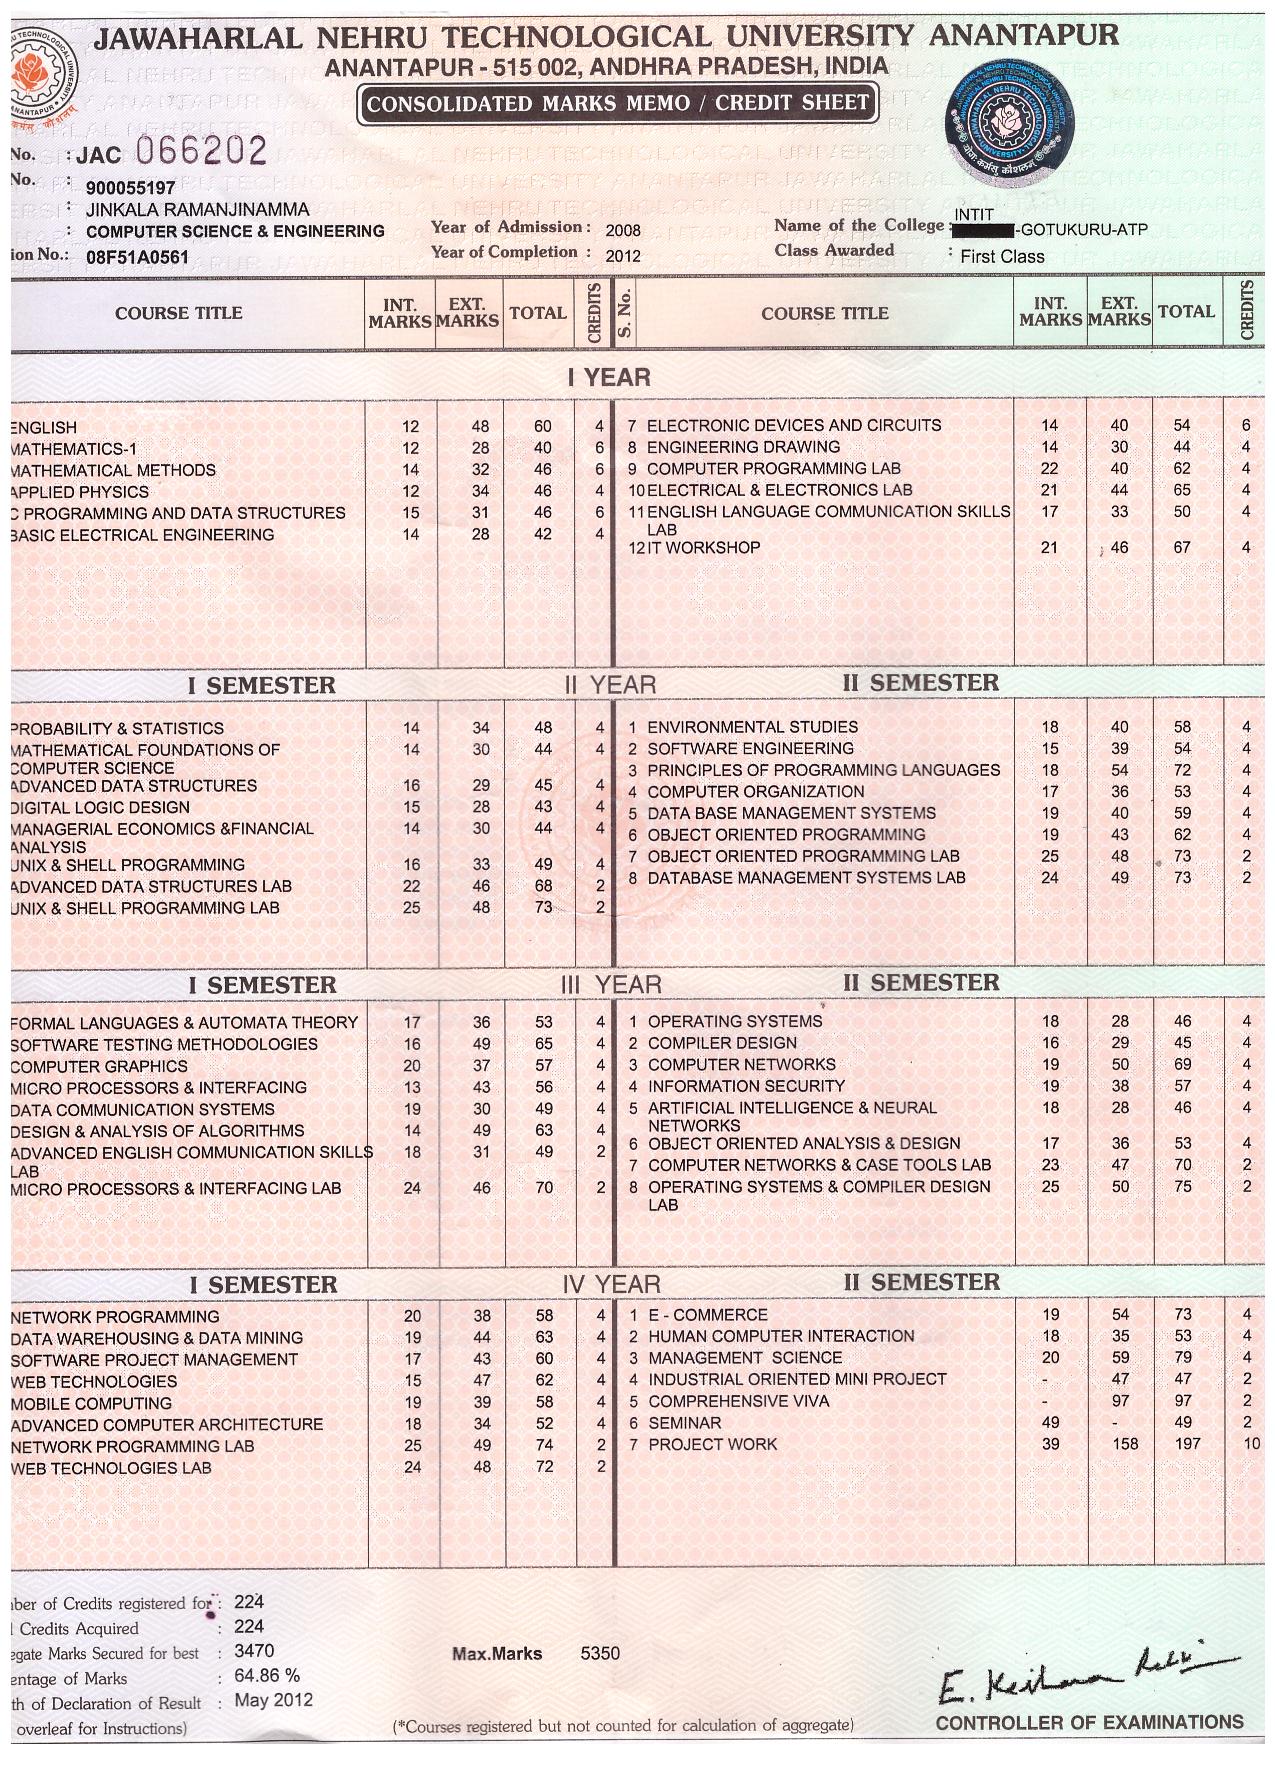 JAWAHARLAL NEHRU TECHNOLOGICAL UNIVERSITY ANANTAPUR
ANANTAPUR - 515 002, ANDHRA PRADESH, INDIA
CONSOLIDATED MARKS MEMO / CREDIT SHEET
No. : JAC 066202
No. : 900055197
: JINKALA RAMANJINAMMA
: COMPUTER SCIENCE & ENGINEERING
ion No.: 08F51A0561
Year of Admission : 2008
Year of Completion : 2012
Name of the College : INTIT
-GOTUKURU-ATP
Class Awarded : First Class
COURSE TITLE INT. MARKS EXT. MARKS TOTAL CREDITS S. No. COURSE TITLE INT. MARKS EXT. MARKS TOTAL CREDITS
I YEAR
ENGLISH 12 48 60 4
MATHEMATICS-1 12 28 40 6
MATHEMATICAL METHODS 14 32 46 6
APPLIED PHYSICS 12 34 46 4
C PROGRAMMING AND DATA STRUCTURES 15 31 46 6
BASIC ELECTRICAL ENGINEERING 14 28 42 4
7 ELECTRONIC DEVICES AND CIRCUITS 14 40 54 6
8 ENGINEERING DRAWING 14 30 44 4
9 COMPUTER PROGRAMMING LAB 22 40 62 4
10 ELECTRICAL & ELECTRONICS LAB 21 44 65 4
11 ENGLISH LANGUAGE COMMUNICATION SKILLS 17 33 50 4
LAB
12 IT WORKSHOP 21 46 67 4
I SEMESTER II YEAR II SEMESTER
PROBABILITY & STATISTICS 14 34 48 4
MATHEMATICAL FOUNDATIONS OF 14 30 44 4
COMPUTER SCIENCE
ADVANCED DATA STRUCTURES 16 29 45 4
DIGITAL LOGIC DESIGN 15 28 43 4
MANAGERIAL ECONOMICS &FINANCIAL 14 30 44 4
ANALYSIS
UNIX & SHELL PROGRAMMING 16 33 49 4
ADVANCED DATA STRUCTURES LAB 22 46 68 2
UNIX & SHELL PROGRAMMING LAB 25 48 73 2
1 ENVIRONMENTAL STUDIES 18 40 58 4
2 SOFTWARE ENGINEERING 15 39 54 4
3 PRINCIPLES OF PROGRAMMING LANGUAGES 18 54 72 4
4 COMPUTER ORGANIZATION 17 36 53 4
5 DATA BASE MANAGEMENT SYSTEMS 19 40 59 4
6 OBJECT ORIENTED PROGRAMMING 19 43 62 4
7 OBJECT ORIENTED PROGRAMMING LAB 25 48 73 2
8 DATABASE MANAGEMENT SYSTEMS LAB 24 49 73 2
I SEMESTER III YEAR II SEMESTER
FORMAL LANGUAGES & AUTOMATA THEORY 17 36 53 4
SOFTWARE TESTING METHODOLOGIES 16 49 65 4
COMPUTER GRAPHICS 20 37 57 4
MICRO PROCESSORS & INTERFACING 13 43 56 4
DATA COMMUNICATION SYSTEMS 19 30 49 4
DESIGN & ANALYSIS OF ALGORITHMS 14 49 63 4
ADVANCED ENGLISH COMMUNICATION SKILLS 18 31 49 2
LAB
MICRO PROCESSORS & INTERFACING LAB 24 46 70 2
1 OPERATING SYSTEMS 18 28 46 4
2 COMPILER DESIGN 16 29 45 4
3 COMPUTER NETWORKS 19 50 69 4
4 INFORMATION SECURITY 19 38 57 4
5 ARTIFICIAL INTELLIGENCE & NEURAL 18 28 46 4
NETWORKS
6 OBJECT ORIENTED ANALYSIS & DESIGN 17 36 53 4
7 COMPUTER NETWORKS & CASE TOOLS LAB 23 47 70 2
8 OPERATING SYSTEMS & COMPILER DESIGN 25 50 75 2
LAB
I SEMESTER IV YEAR II SEMESTER
NETWORK PROGRAMMING 20 38 58 4
DATA WAREHOUSING & DATA MINING 19 44 63 4
SOFTWARE PROJECT MANAGEMENT 17 43 60 4
WEB TECHNOLOGIES 15 47 62 4
MOBILE COMPUTING 19 39 58 4
ADVANCED COMPUTER ARCHITECTURE 18 34 52 4
NETWORK PROGRAMMING LAB 25 49 74 2
WEB TECHNOLOGIES LAB 24 48 72 2
1 E - COMMERCE 19 54 73 4
2 HUMAN COMPUTER INTERACTION 18 35 53 4
3 MANAGEMENT SCIENCE 20 59 79 4
4 INDUSTRIAL ORIENTED MINI PROJECT - 47 47 2
5 COMPREHENSIVE VIVA - 97 97 2
6 SEMINAR 49 - 49 2
7 PROJECT WORK 39 158 197 10
ber of Credits registered for : 224
Credits Acquired : 224
egate Marks Secured for best : 3470 Max.Marks 5350
entage of Marks : 64.86 %
th of Declaration of Result : May 2012
overleaf for Instructions)
(*Courses registered but not counted for calculation of aggregate)
CONTROLLER OF EXAMINATIONS